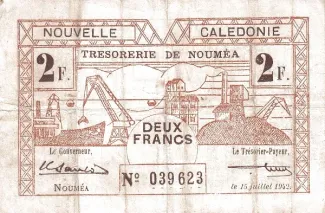 NOUVELLE CALEDONIE
TRESORERIE DE NOUMÉA
2F. 2F.
DEUX
FRANCS
Le Gouverneur, Le Trésorier-Payeur,
NOUMÉA Nº 039623 le 15 juillet 1942.